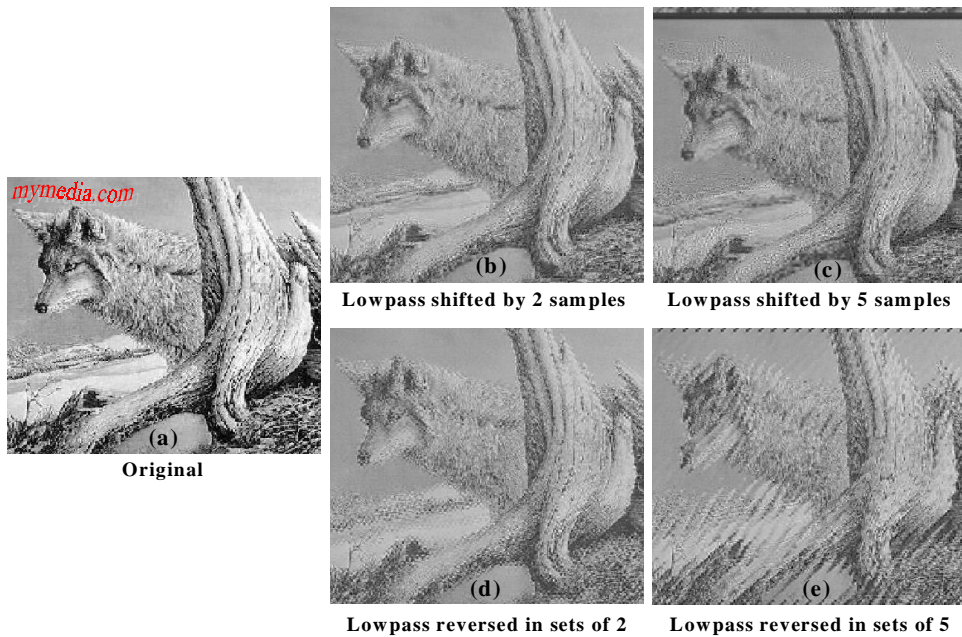 mymedia.com
(a)
Original
(b)
Lowpass shifted by 2 samples
(c)
Lowpass shifted by 5 samples
(d)
Lowpass reversed in sets of 2
(e)
Lowpass reversed in sets of 5